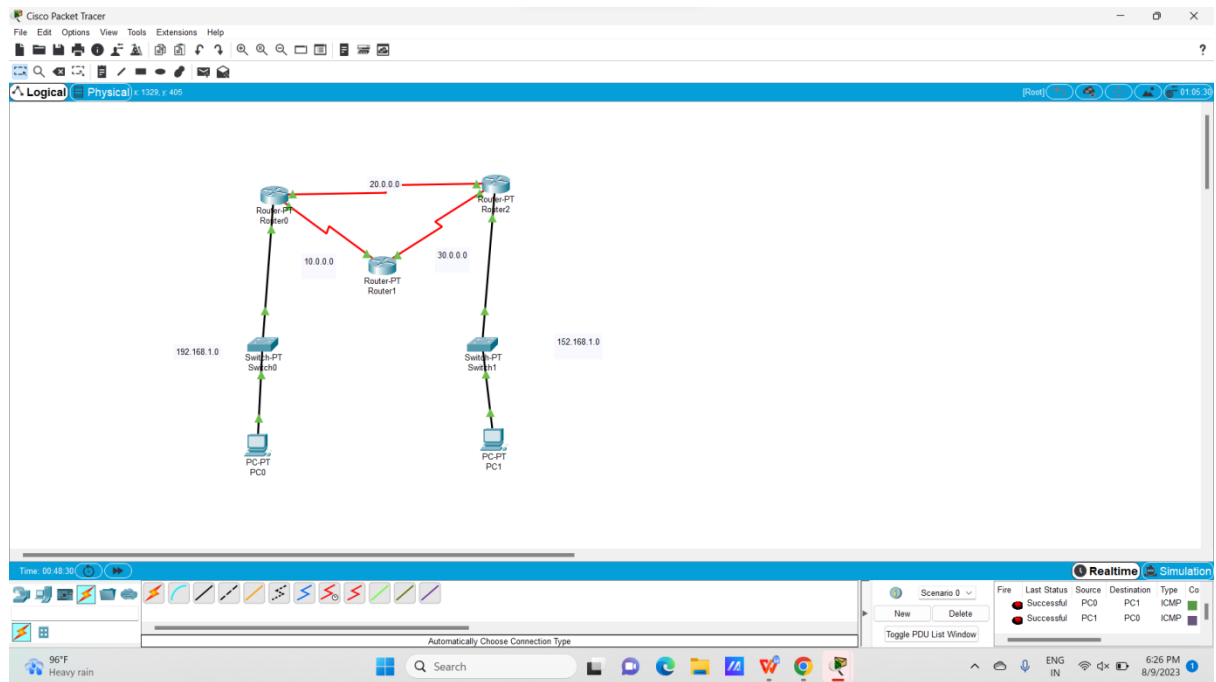 Cisco Packet Tracer
File Edit Options View Tools Extensions Help
?
Logical Physical x: 1329, y: 405 [Root] 01:05:30
20.0.0.0
Router-PT
Router0
Router-PT
Router2
10.0.0.0
30.0.0.0
Router-PT
Router1
192.168.1.0
Switch-PT
Switch0
Switch-PT
Switch1
152.168.1.0
PC-PT
PC0
PC-PT
PC1
Time: 00:48:30 Realtime Simulation
Scenario 0
New Delete
Toggle PDU List Window
Fire Last Status Source Destination Type Co
Successful PC0 PC1 ICMP
Successful PC1 PC0 ICMP
Automatically Choose Connection Type
96°F
Heavy rain
Search
ENG
IN
6:26 PM
8/9/2023
1